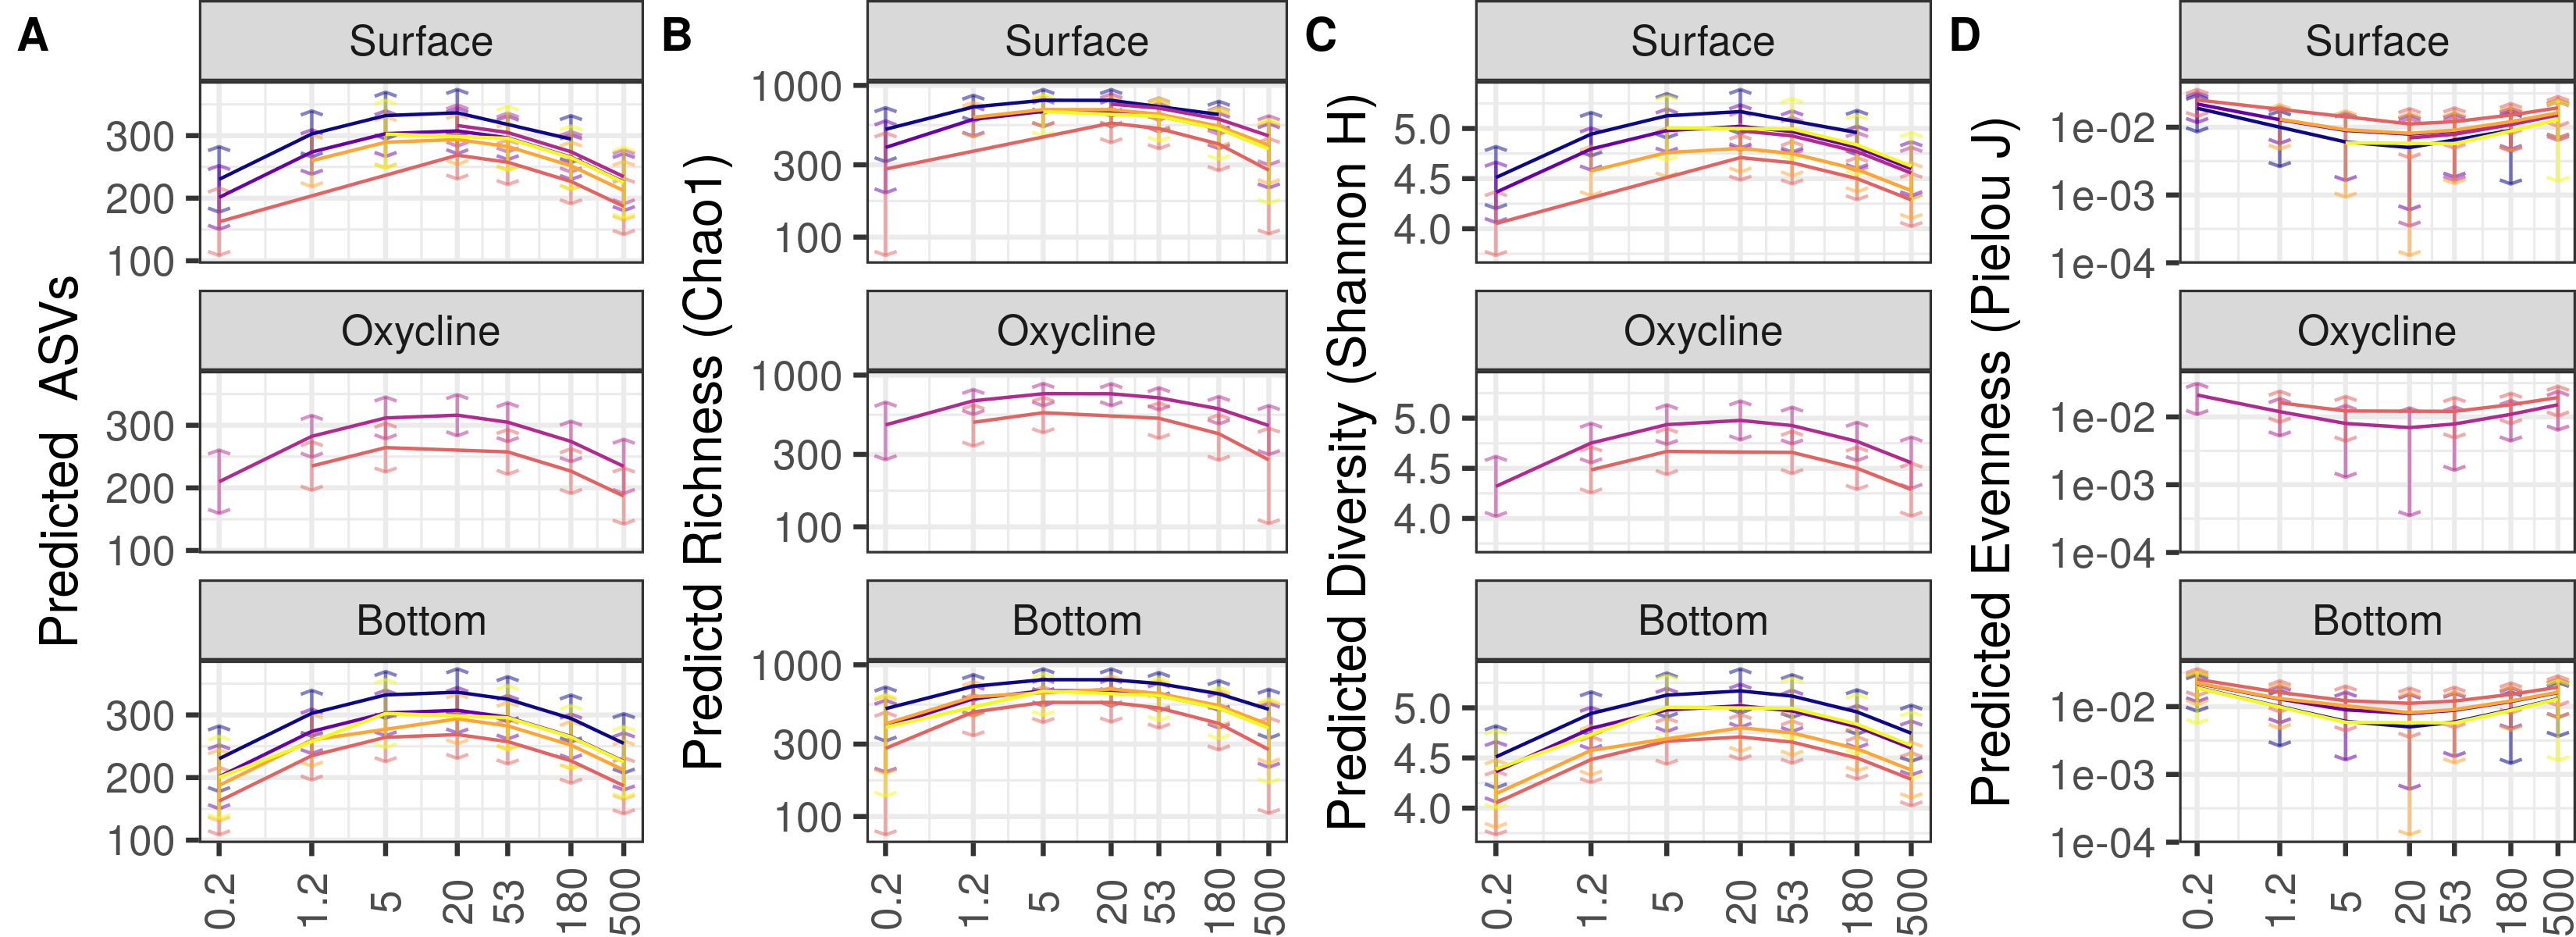 A
Predicted  ASVs
Surface
300
200
100
Oxycline
300
200
100
Bottom
300
200
100
0.2
1.2
5
20
53
180
500
B
Predictd Richness (Chao1)
Surface
1000
300
100
Oxycline
1000
300
100
Bottom
1000
300
100
0.2
1.2
5
20
53
180
500
C
Predicted Diversity (Shannon H)
Surface
5.0
4.5
4.0
Oxycline
5.0
4.5
4.0
Bottom
5.0
4.5
4.0
0.2
1.2
5
20
53
180
500
D
Predicted Evenness (Pielou J)
Surface
1e-02
1e-03
1e-04
Oxycline
1e-02
1e-03
1e-04
Bottom
1e-02
1e-03
1e-04
0.2
1.2
5
20
53
180
500